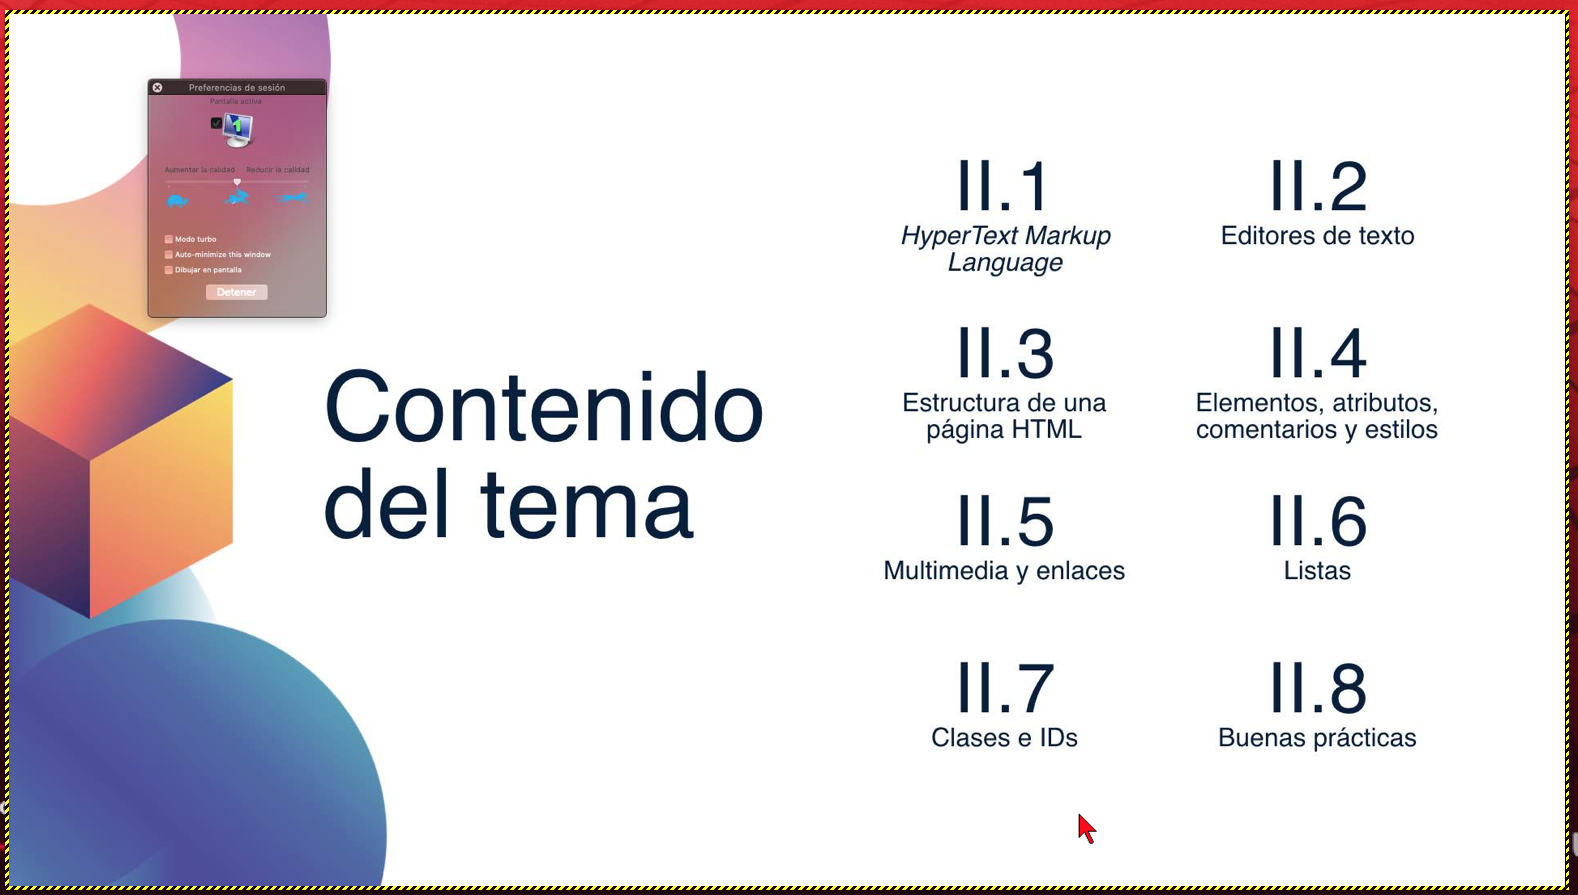 Preferencias de sesión
Pantalla activa
1
Aumentar la calidad Reducir la calidad
Modo turbo
Auto-minimize this window
Dibujar en pantalla
Detener
Contenido
del tema
II.1
HyperText Markup
Language
II.2
Editores de texto
II.3
Estructura de una
página HTML
II.4
Elementos, atributos,
comentarios y estilos
II.5
Multimedia y enlaces
II.6
Listas
II.7
Clases e IDs
II.8
Buenas prácticas